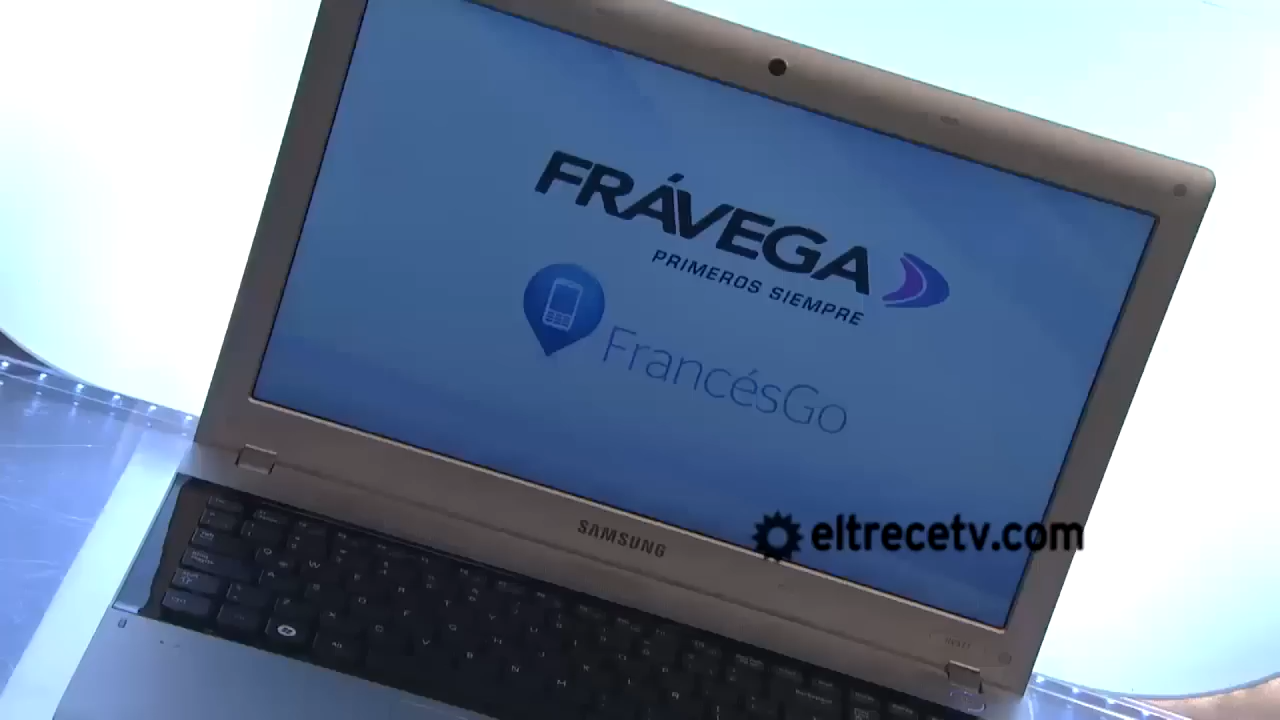 FRÁVEGA
PRIMEROS SIEMPRE
FrancésGo
SAMSUNG
eltrecetv.com